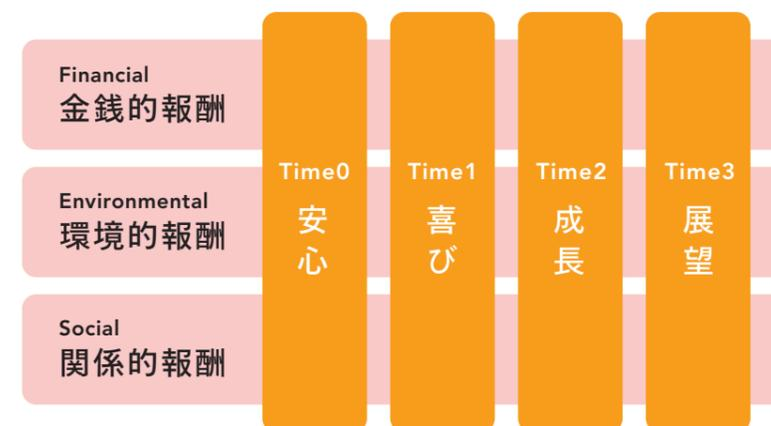 Financial
金銭的報酬
Environmental
環境的報酬
Social
関係的報酬
Time0
安心
Time1
喜び
Time2
成長
Time3
展望